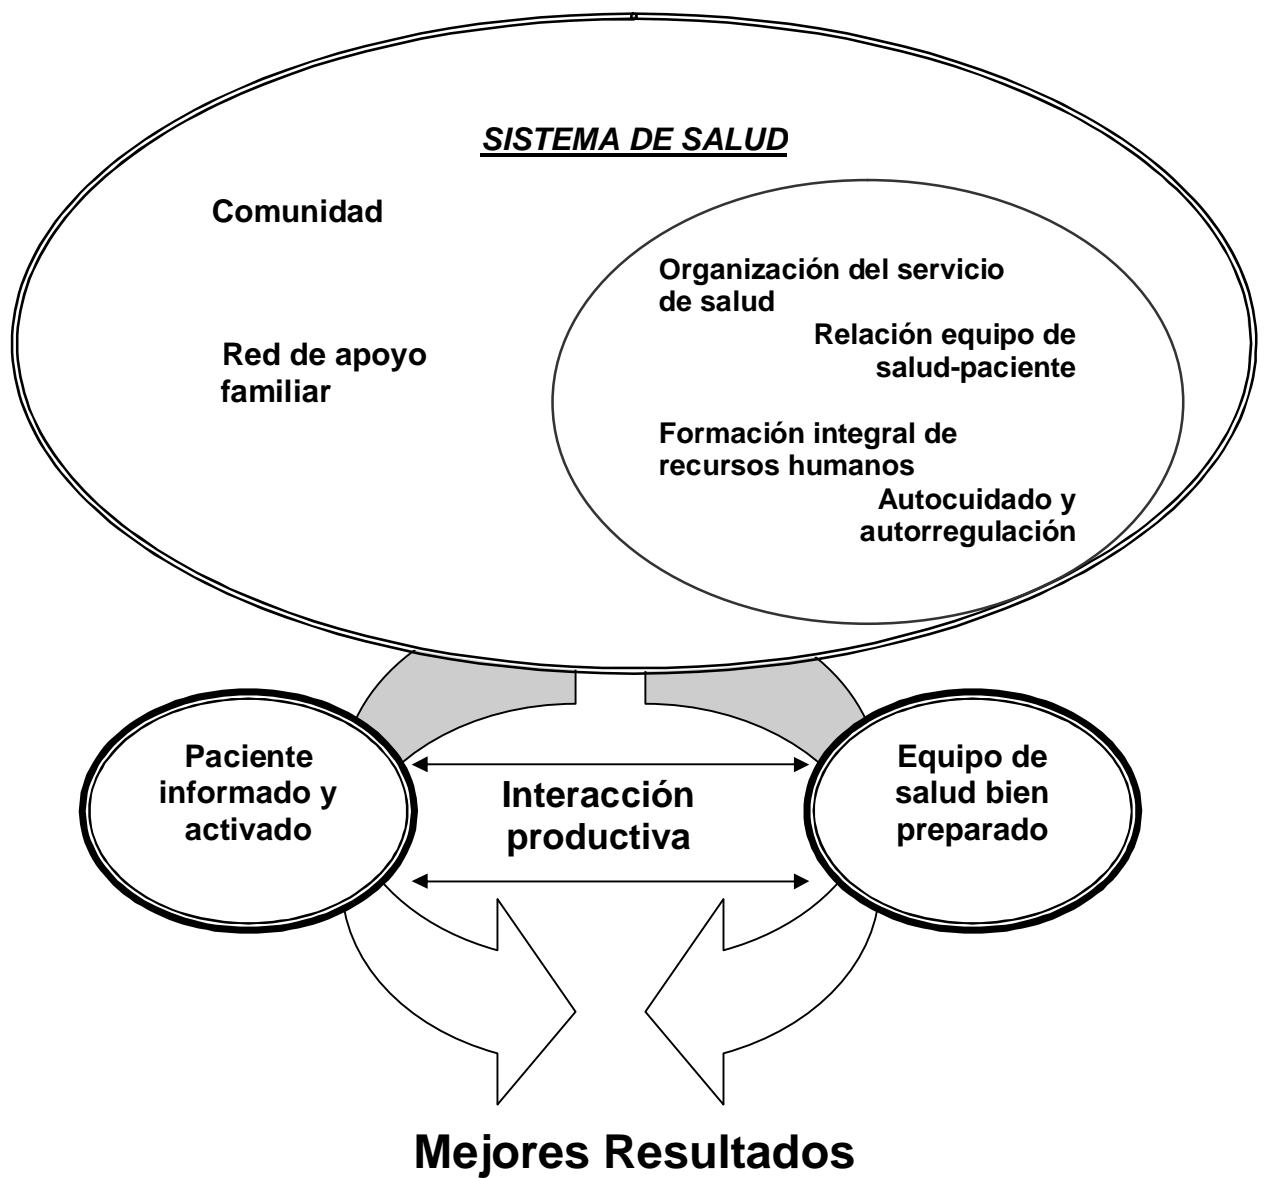 SISTEMA DE SALUD
Comunidad
Red de apoyo
familiar
Organización del servicio
de salud
Relación equipo de
salud-paciente
Formación integral de
recursos humanos
Autocuidado y
autorregulación
Paciente
informado y
activado
Interacción
productiva
Equipo de
salud bien
preparado
Mejores Resultados